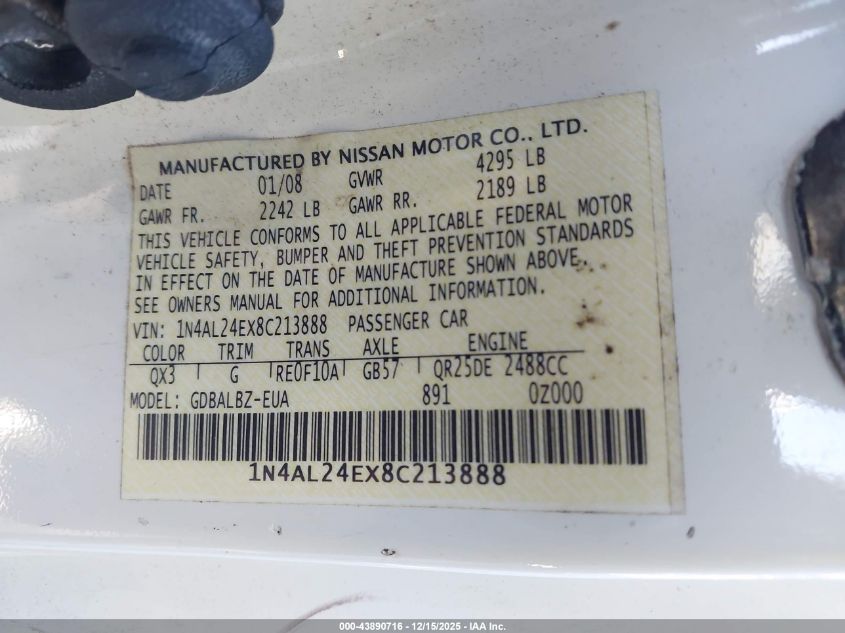 MANUFACTURED BY NISSAN MOTOR CO., LTD.
DATE 01/08 GVWR 4295 LB
GAWR FR. 2242 LB GAWR RR. 2189 LB
THIS VEHICLE CONFORMS TO ALL APPLICABLE FEDERAL MOTOR
VEHICLE SAFETY, BUMPER AND THEFT PREVENTION STANDARDS
IN EFFECT ON THE DATE OF MANUFACTURE SHOWN ABOVE.
SEE OWNERS MANUAL FOR ADDITIONAL INFORMATION.
VIN: 1N4AL24EX8C213888 PASSENGER CAR
COLOR TRIM TRANS AXLE ENGINE
QX3 G RE0F10A GB57 QR25DE 2488CC
MODEL: GDBALBZ-EUA 891 0Z000
1N4AL24EX8C213888
000-43890716 - 12/15/2025 - IAA Inc.